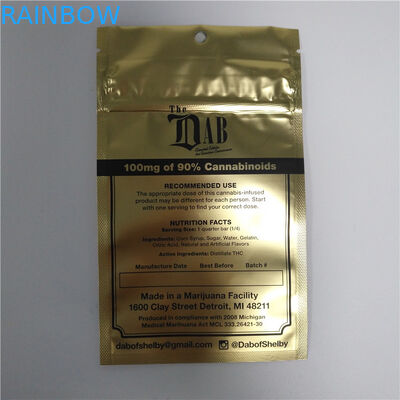 RAINBOW
The
DAB
100mg of 90% Cannabinoids
RECOMMENDED USE
The appropriate dose of this cannabis-infused
product may be different for each person. Start
with one serving to find your correct dose.
NUTRITION FACTS
Serving Size: 1 quarter bar (1/4)
Ingredients: Corn Syrup, Sugar, Water, Gelatin,
Citric Acid, Natural and Artificial Flavors
Active Ingredients: Distillate THC
Manufacture Date Best Before Batch #
Made in a Marijuana Facility
1600 Clay Street Detroit, MI 48211
Produced in compliance with 2008 Michigan
Medical Marihuana Act MCL 333.26421-30
dabofshelby@gmail.com @DabofShelby